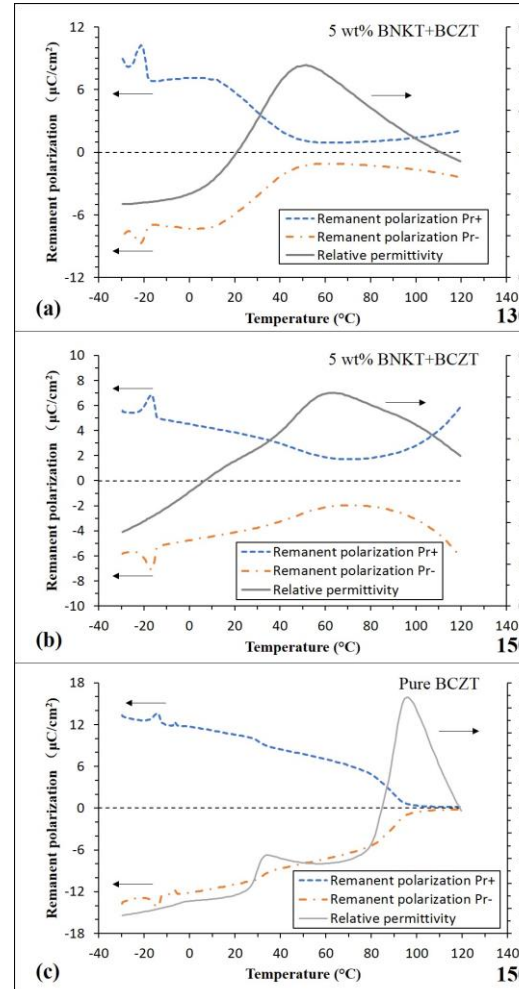 5 wt% BNKT+BCZT
Remanent polarization (μC/cm²)
12
6
0
-6
-12
Remanent polarization Pr+
Remanent polarization Pr-
Relative permittivity
(a)
-40 -20 0 20 40 60 80 100 120 140
Temperature (°C)
5 wt% BNKT+BCZT
Remanent polarization (μC/cm²)
10
8
6
4
2
0
-2
-4
-6
-8
-10
Remanent polarization Pr+
Remanent polarization Pr-
Relative permittivity
(b)
-40 -20 0 20 40 60 80 100 120 140
Temperature (°C)
Pure BCZT
Remanent polarization (μC/cm²)
18
12
6
0
-6
-12
-18
Remanent polarization Pr+
Remanent polarization Pr-
Relative permittivity
(c)
-40 -20 0 20 40 60 80 100 120 140
Temperature (°C)